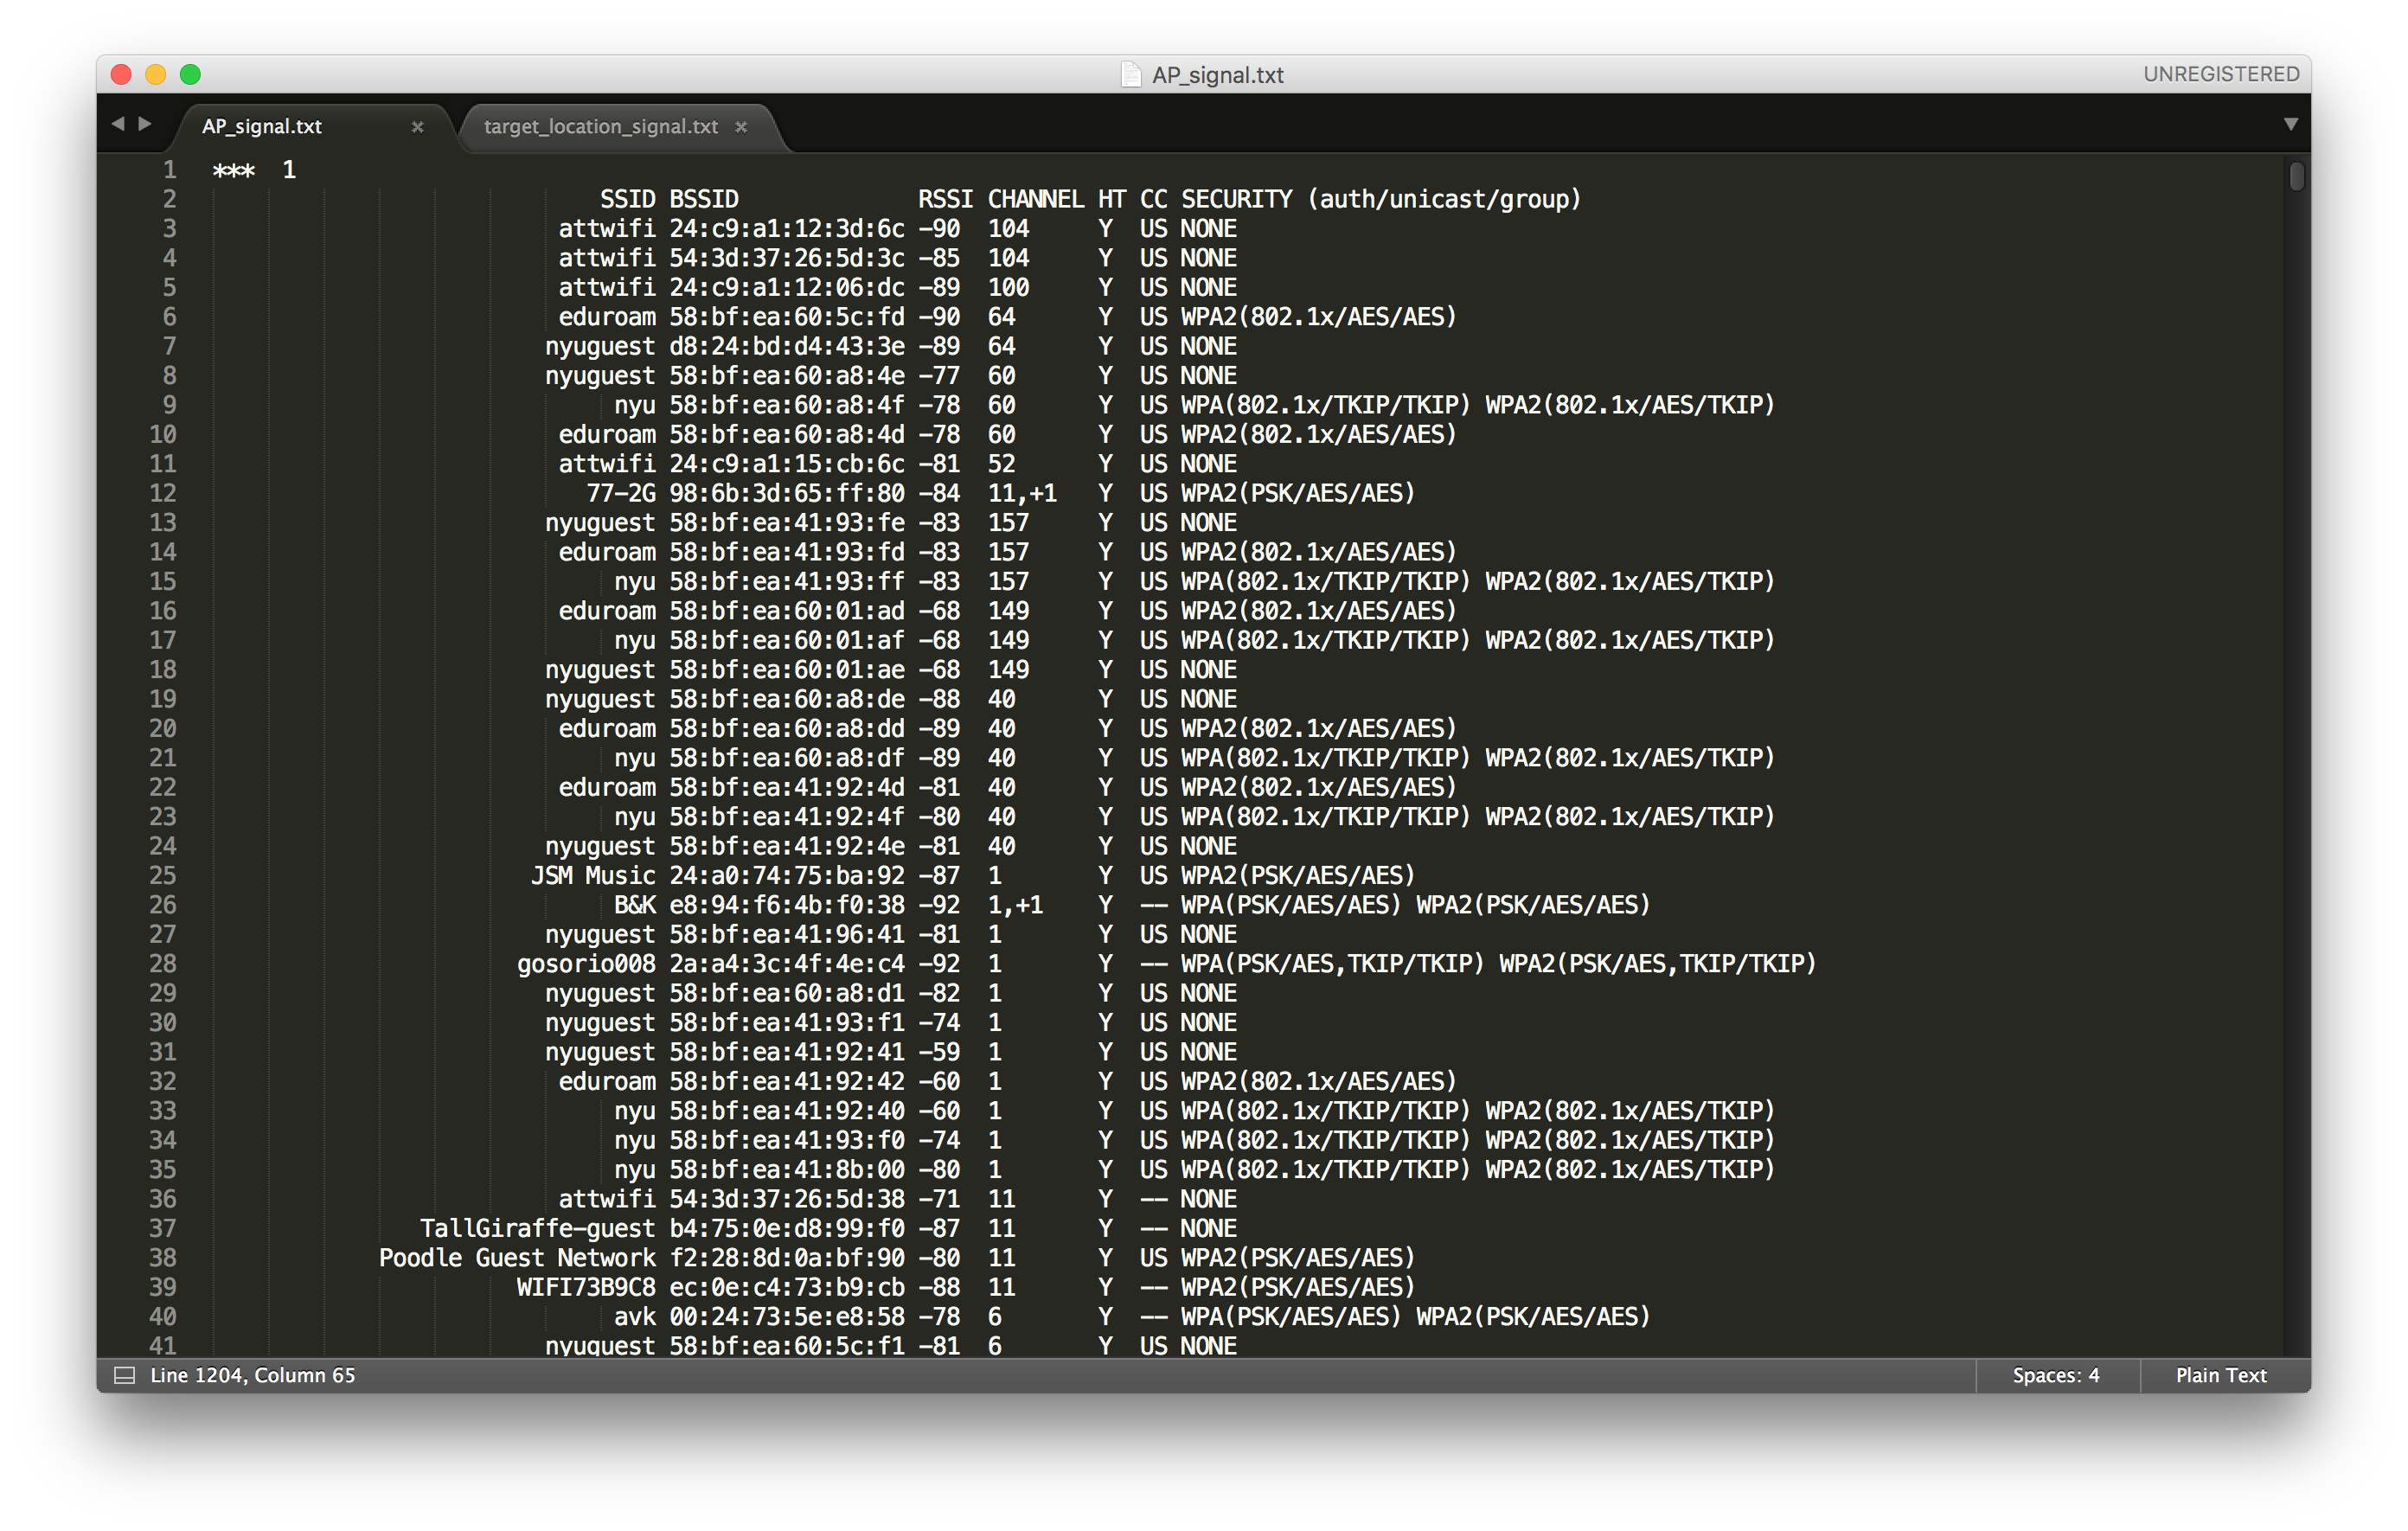 AP_signal.txt
UNREGISTERED
AP_signal.txt × target_location_signal.txt ×
1 *** 1
2 SSID BSSID RSSI CHANNEL HT CC SECURITY (auth/unicast/group)
3 attwifi 24:c9:a1:12:3d:6c -90 104 Y US NONE
4 attwifi 54:3d:37:26:5d:3c -85 104 Y US NONE
5 attwifi 24:c9:a1:12:06:dc -89 100 Y US NONE
6 eduroam 58:bf:ea:60:5c:fd -90 64 Y US WPA2(802.1x/AES/AES)
7 nyuguest d8:24:bd:d4:43:3e -89 64 Y US NONE
8 nyuguest 58:bf:ea:60:a8:4e -77 60 Y US NONE
9 nyu 58:bf:ea:60:a8:4f -78 60 Y US WPA(802.1x/TKIP/TKIP) WPA2(802.1x/AES/TKIP)
10 eduroam 58:bf:ea:60:a8:4d -78 60 Y US WPA2(802.1x/AES/AES)
11 attwifi 24:c9:a1:15:cb:6c -81 52 Y US NONE
12 77-2G 98:6b:3d:65:ff:80 -84 11,+1 Y US WPA2(PSK/AES/AES)
13 nyuguest 58:bf:ea:41:93:fe -83 157 Y US NONE
14 eduroam 58:bf:ea:41:93:fd -83 157 Y US WPA2(802.1x/AES/AES)
15 nyu 58:bf:ea:41:93:ff -83 157 Y US WPA(802.1x/TKIP/TKIP) WPA2(802.1x/AES/TKIP)
16 eduroam 58:bf:ea:60:01:ad -68 149 Y US WPA2(802.1x/AES/AES)
17 nyu 58:bf:ea:60:01:af -68 149 Y US WPA(802.1x/TKIP/TKIP) WPA2(802.1x/AES/TKIP)
18 nyuguest 58:bf:ea:60:01:ae -68 149 Y US NONE
19 nyuguest 58:bf:ea:60:a8:de -88 40 Y US NONE
20 eduroam 58:bf:ea:60:a8:dd -89 40 Y US WPA2(802.1x/AES/AES)
21 nyu 58:bf:ea:60:a8:df -89 40 Y US WPA(802.1x/TKIP/TKIP) WPA2(802.1x/AES/TKIP)
22 eduroam 58:bf:ea:41:92:4d -81 40 Y US WPA2(802.1x/AES/AES)
23 nyu 58:bf:ea:41:92:4f -80 40 Y US WPA(802.1x/TKIP/TKIP) WPA2(802.1x/AES/TKIP)
24 nyuguest 58:bf:ea:41:92:4e -81 40 Y US NONE
25 JSM Music 24:a0:74:75:ba:92 -87 1 Y US WPA2(PSK/AES/AES)
26 B&K e8:94:f6:4b:f0:38 -92 1,+1 Y -- WPA(PSK/AES/AES) WPA2(PSK/AES/AES)
27 nyuguest 58:bf:ea:41:96:41 -81 1 Y US NONE
28 gosorio008 2a:a4:3c:4f:4e:c4 -92 1 Y -- WPA(PSK/AES,TKIP/TKIP) WPA2(PSK/AES,TKIP/TKIP)
29 nyuguest 58:bf:ea:60:a8:d1 -82 1 Y US NONE
30 nyuguest 58:bf:ea:41:93:f1 -74 1 Y US NONE
31 nyuguest 58:bf:ea:41:92:41 -59 1 Y US NONE
32 eduroam 58:bf:ea:41:92:42 -60 1 Y US WPA2(802.1x/AES/AES)
33 nyu 58:bf:ea:41:92:40 -60 1 Y US WPA(802.1x/TKIP/TKIP) WPA2(802.1x/AES/TKIP)
34 nyu 58:bf:ea:41:93:f0 -74 1 Y US WPA(802.1x/TKIP/TKIP) WPA2(802.1x/AES/TKIP)
35 nyu 58:bf:ea:41:8b:00 -80 1 Y US WPA(802.1x/TKIP/TKIP) WPA2(802.1x/AES/TKIP)
36 attwifi 54:3d:37:26:5d:38 -71 11 Y -- NONE
37 TallGiraffe-guest b4:75:0e:d8:99:f0 -87 11 Y -- NONE
38 Poodle Guest Network f2:28:8d:0a:bf:90 -80 11 Y US WPA2(PSK/AES/AES)
39 WIFI73B9C8 ec:0e:c4:73:b9:cb -88 11 Y -- WPA2(PSK/AES/AES)
40 avk 00:24:73:5e:e8:58 -78 6 Y -- WPA(PSK/AES/AES) WPA2(PSK/AES/AES)
41 nyuguest 58:bf:ea:60:5c:f1 -81 6 Y US NONE
Line 1204, Column 65
Spaces: 4
Plain Text